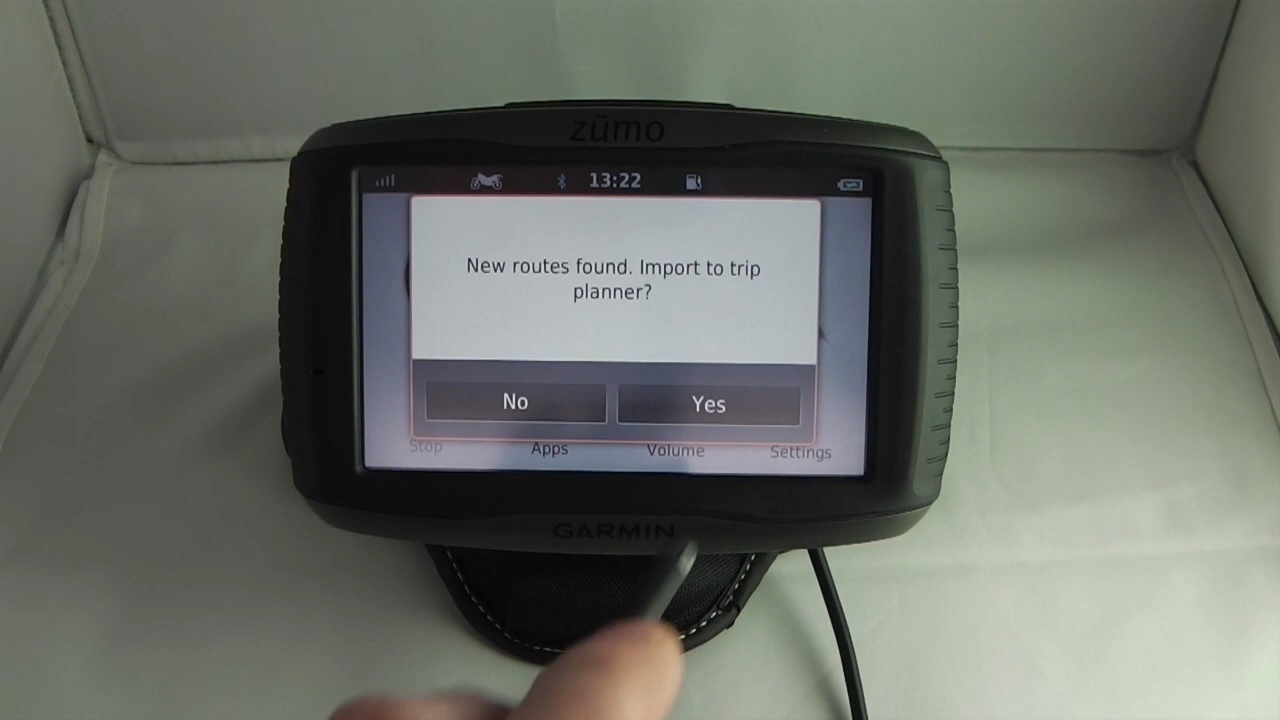 zūmo
13:22
New routes found. Import to trip
planner?
No Yes
Stop Apps Volume Settings
GARMIN